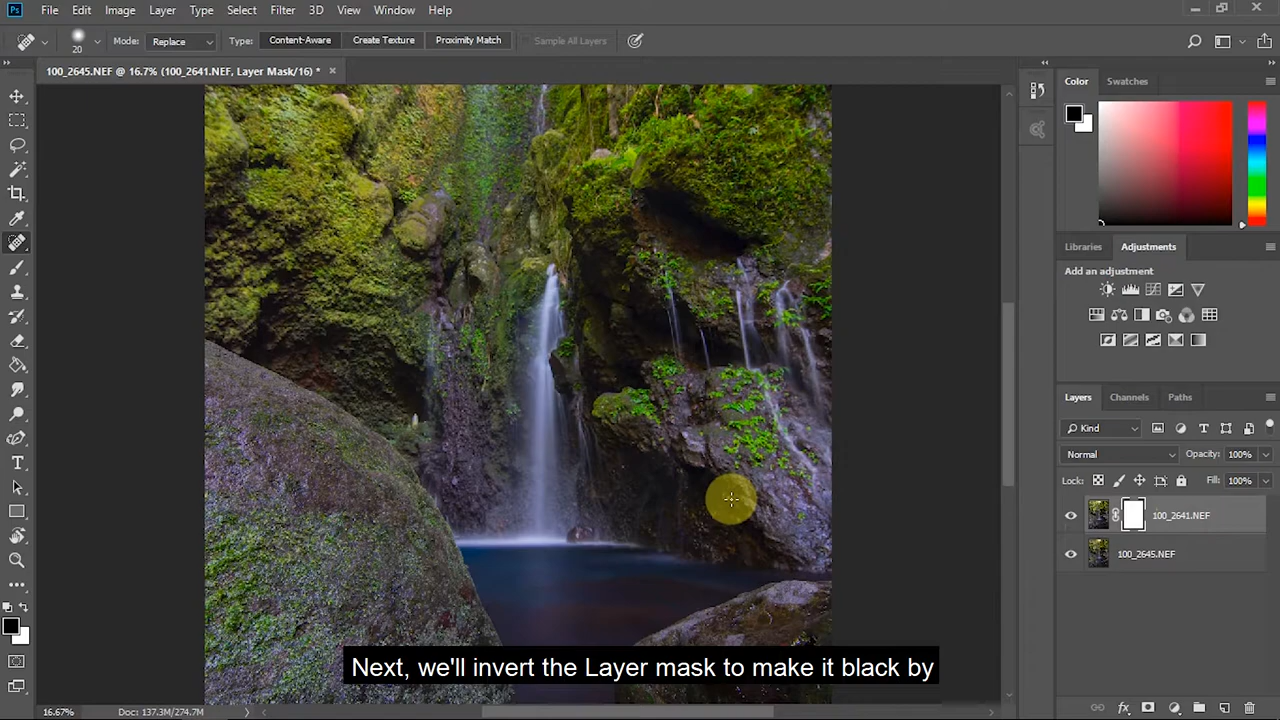 Ps File Edit Image Layer Type Select Filter 3D View Window Help
20 Mode: Replace Type: Content-Aware Create Texture Proximity Match Sample All Layers
100_2645.NEF @ 16.7% (100_2641.NEF, Layer Mask/16) * ×
Color Swatches
Libraries Adjustments
Add an adjustment
Layers Channels Paths
Kind
Normal Opacity: 100%
Lock: Fill: 100%
100_2641.NEF
100_2645.NEF
Next, we'll invert the Layer mask to make it black by
16.67% Doc: 137.3M/274.7M